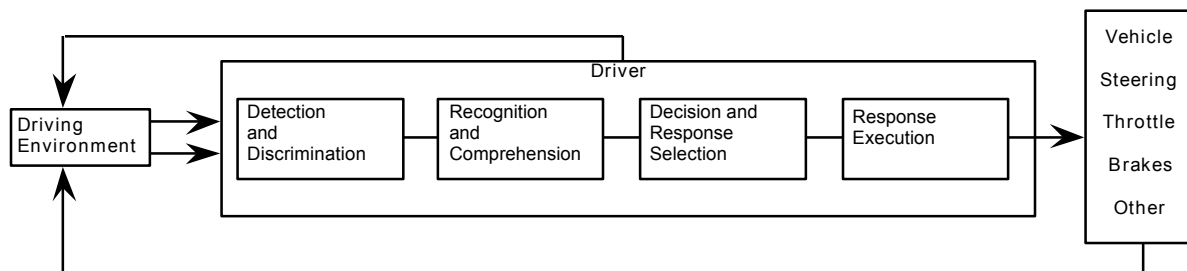 Driver
Driving
Environment
Detection
and
Discrimination
Recognition
and
Comprehension
Decision and
Response
Selection
Response
Execution
Vehicle
Steering
Throttle
Brakes
Other